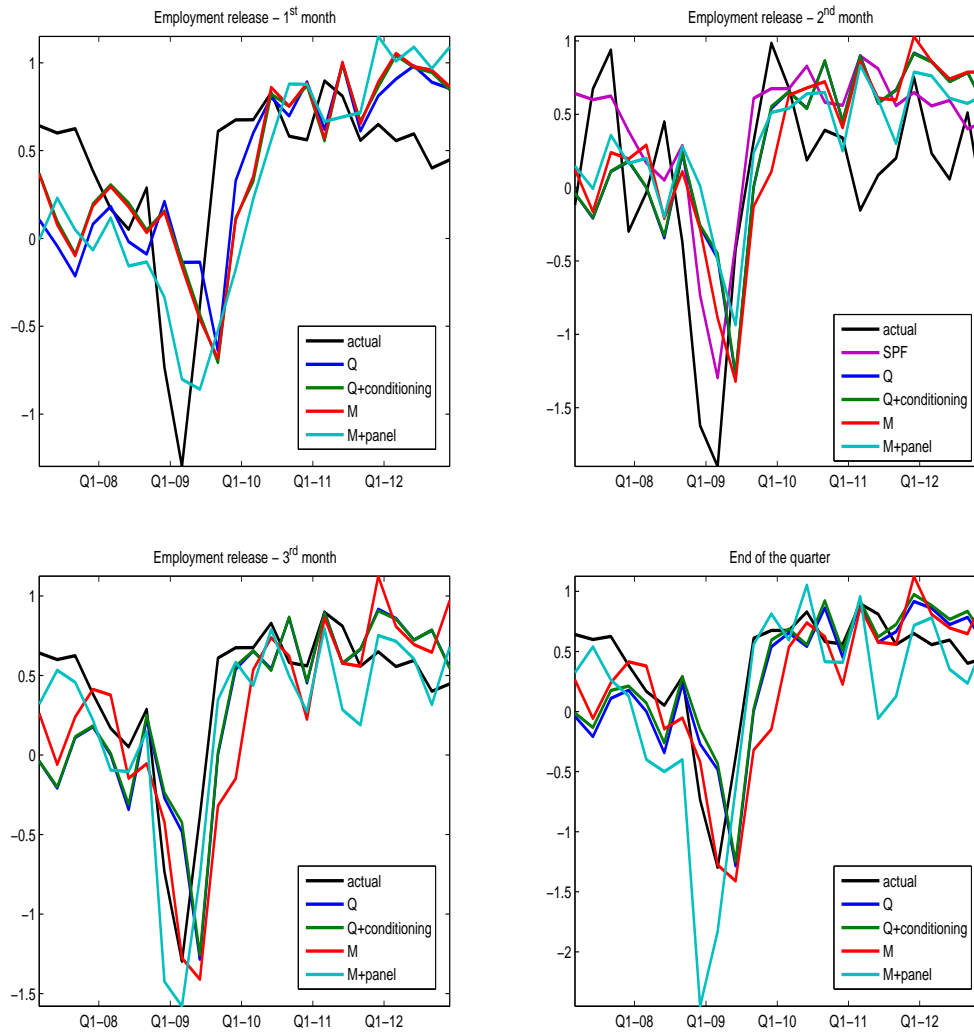 Employment release – 1st month
1
0.5
0
−0.5
−1
Q1−08
Q1−09
Q1−10
Q1−11
Q1−12
actual
Q
Q+conditioning
M
M+panel
Employment release – 2nd month
1
0.5
0
−0.5
−1
−1.5
Q1−08
Q1−09
Q1−10
Q1−11
Q1−12
actual
SPF
Q
Q+conditioning
M
M+panel
Employment release – 3rd month
1
0.5
0
−0.5
−1
−1.5
Q1−08
Q1−09
Q1−10
Q1−11
Q1−12
actual
Q
Q+conditioning
M
M+panel
End of the quarter
1
0.5
0
−0.5
−1
−1.5
−2
Q1−08
Q1−09
Q1−10
Q1−11
Q1−12
actual
Q
Q+conditioning
M
M+panel